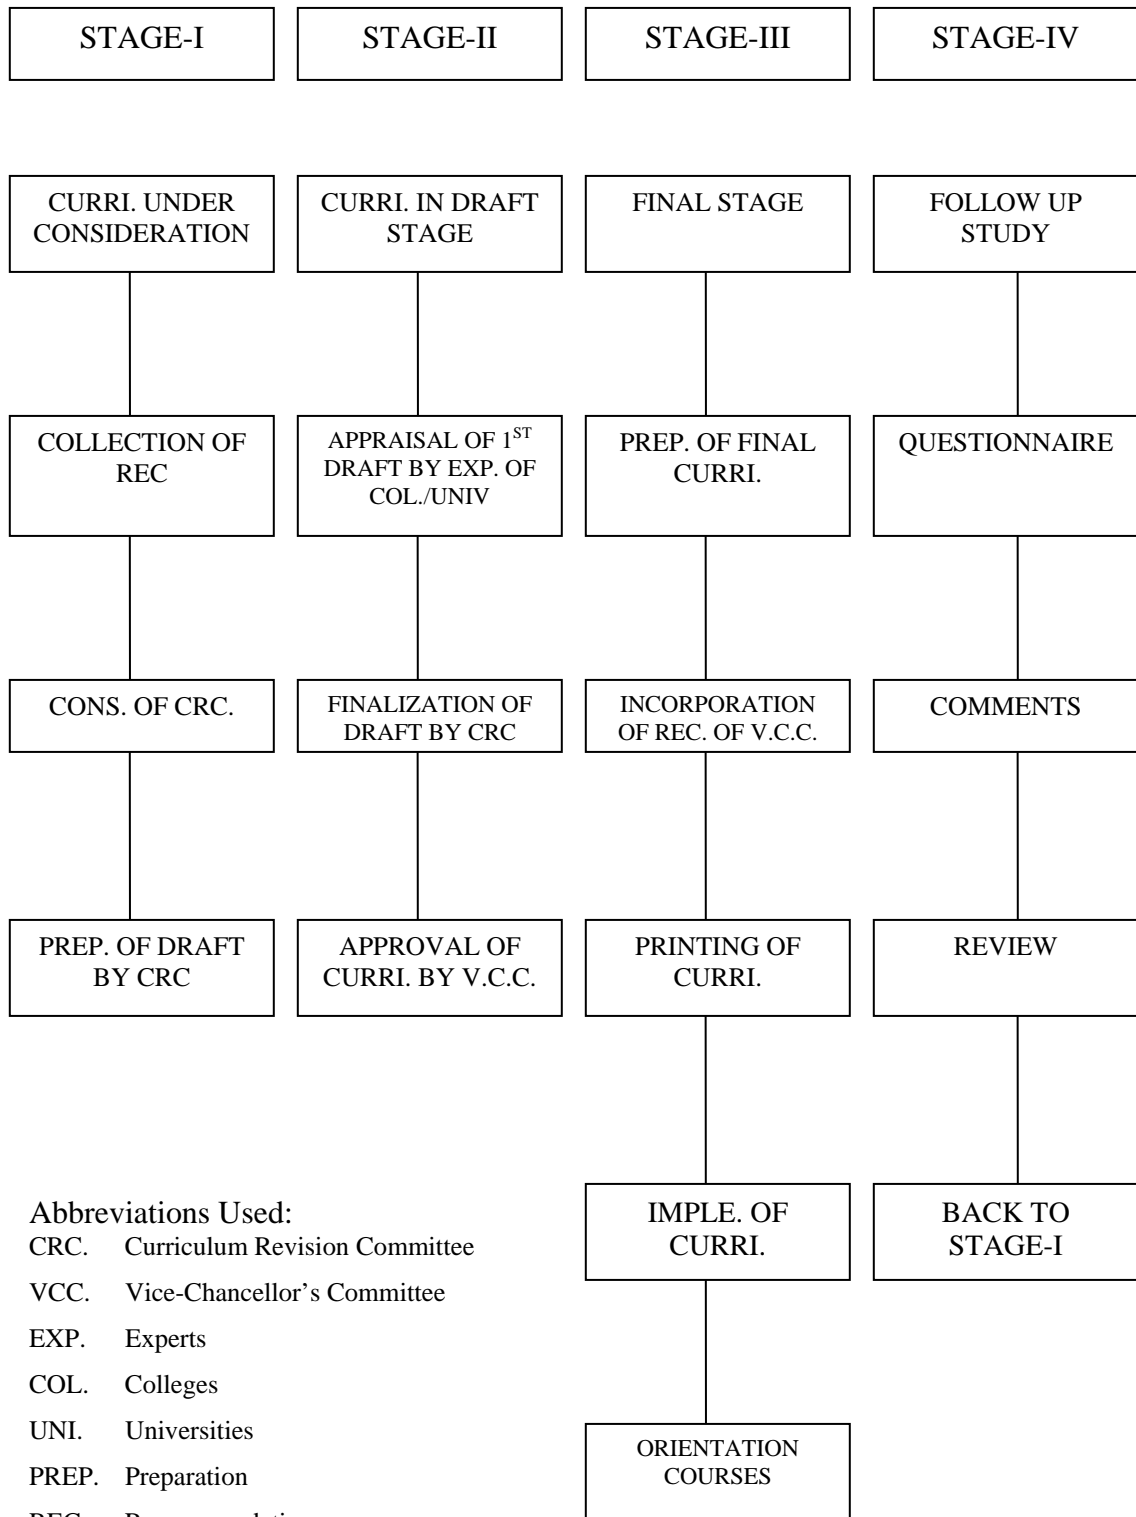 STAGE-I
STAGE-II
STAGE-III
STAGE-IV
CURRI. UNDER
CONSIDERATION
CURRI. IN DRAFT
STAGE
FINAL STAGE
FOLLOW UP
STUDY
COLLECTION OF
REC
APPRAISAL OF 1ST
DRAFT BY EXP. OF
COL./UNIV
PREP. OF FINAL
CURRI.
QUESTIONNAIRE
CONS. OF CRC.
FINALIZATION OF
DRAFT BY CRC
INCORPORATION
OF REC. OF V.C.C.
COMMENTS
PREP. OF DRAFT
BY CRC
APPROVAL OF
CURRI. BY V.C.C.
PRINTING OF
CURRI.
REVIEW
IMPLE. OF
CURRI.
BACK TO
STAGE-I
ORIENTATION
COURSES
Abbreviations Used:
CRC. Curriculum Revision Committee
VCC. Vice-Chancellor's Committee
EXP. Experts
COL. Colleges
UNI. Universities
PREP. Preparation